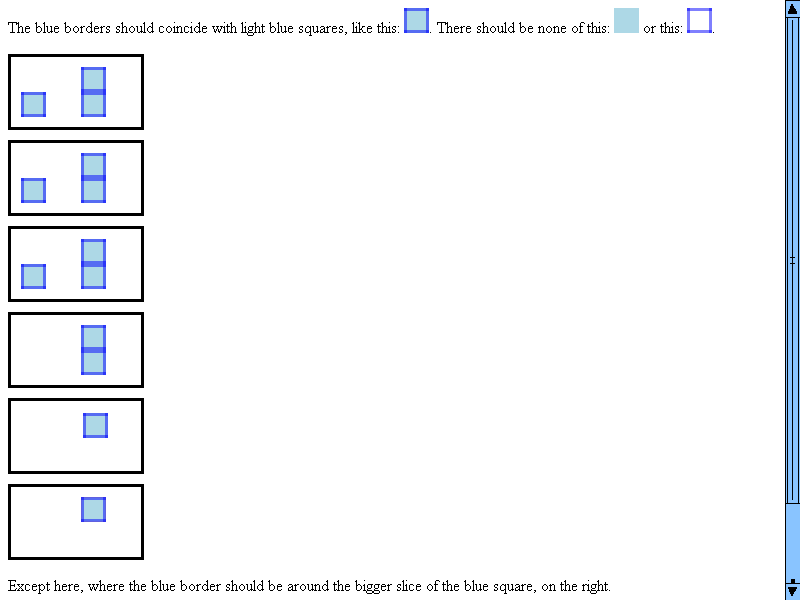 The blue borders should coincide with light blue squares, like this: . There should be none of this: or this: .
Except here, where the blue border should be around the bigger slice of the blue square, on the right.